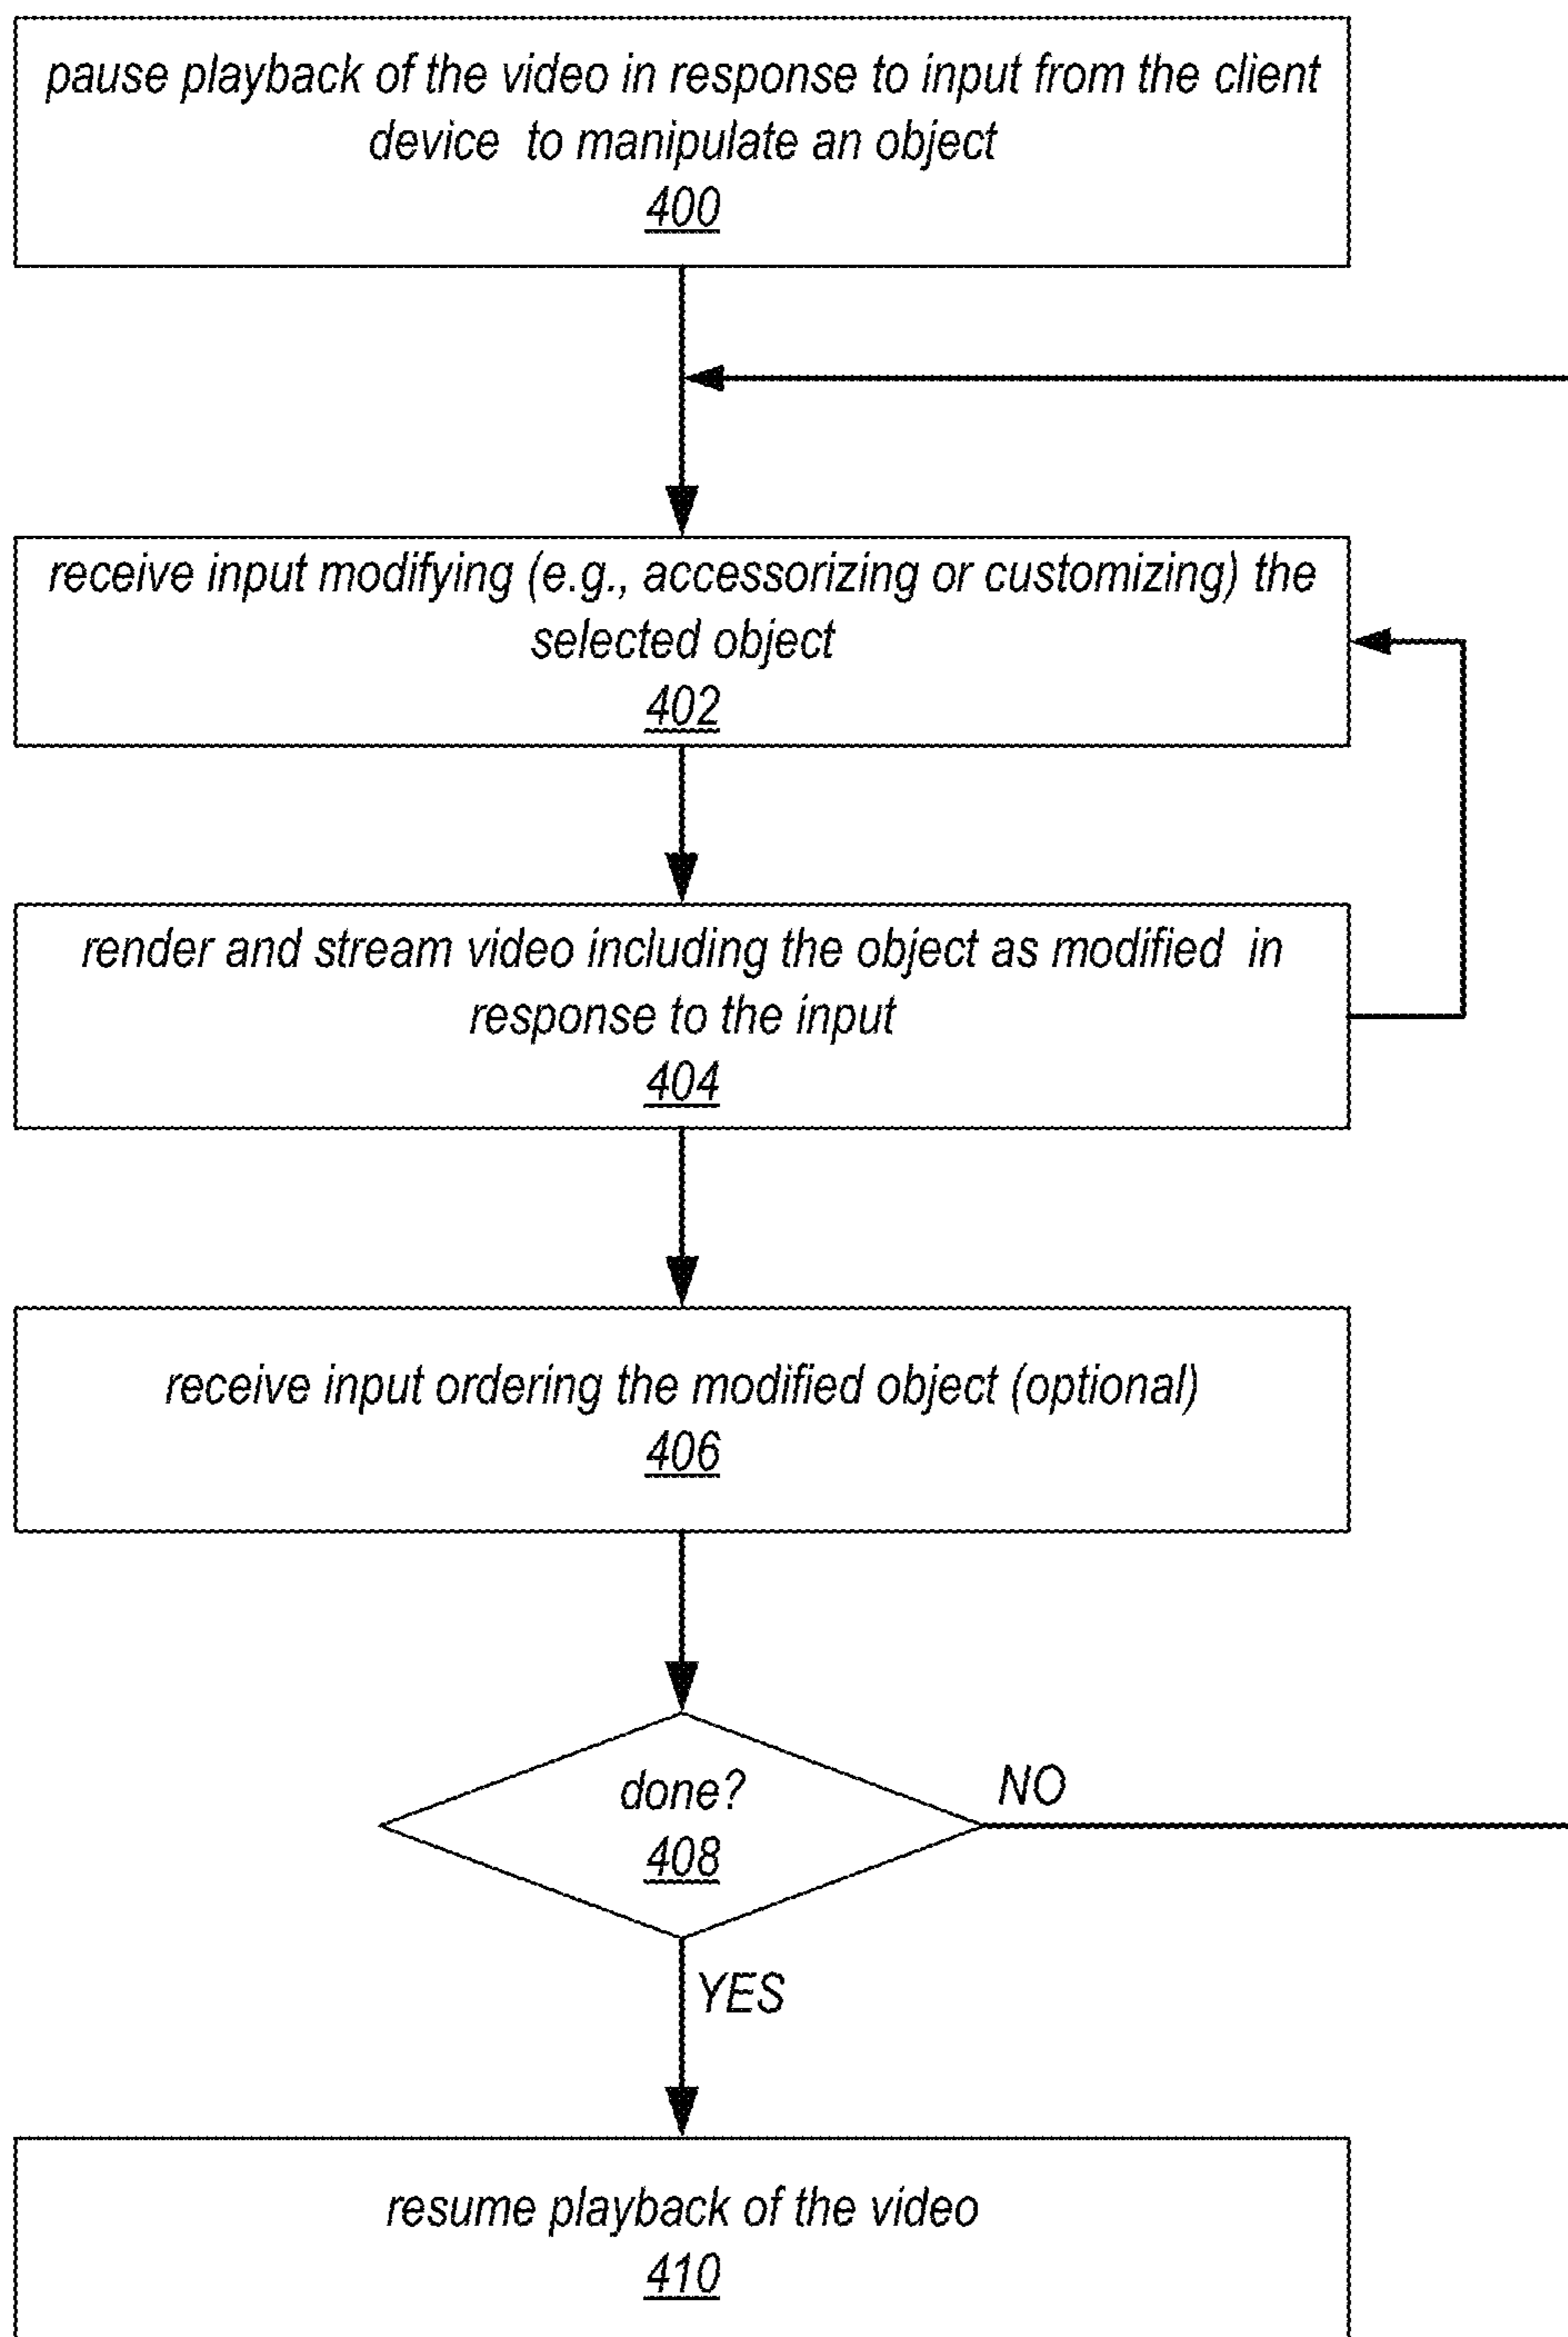 pause playback of the video in response to input from the client
device to manipulate an object
400
receive input modifying (e.g., accessorizing or customizing) the
selected object
402
render and stream video including the object as modified in
response to the input
404
receive input ordering the modified object (optional)
406
done?
408
NO
YES
resume playback of the video
410